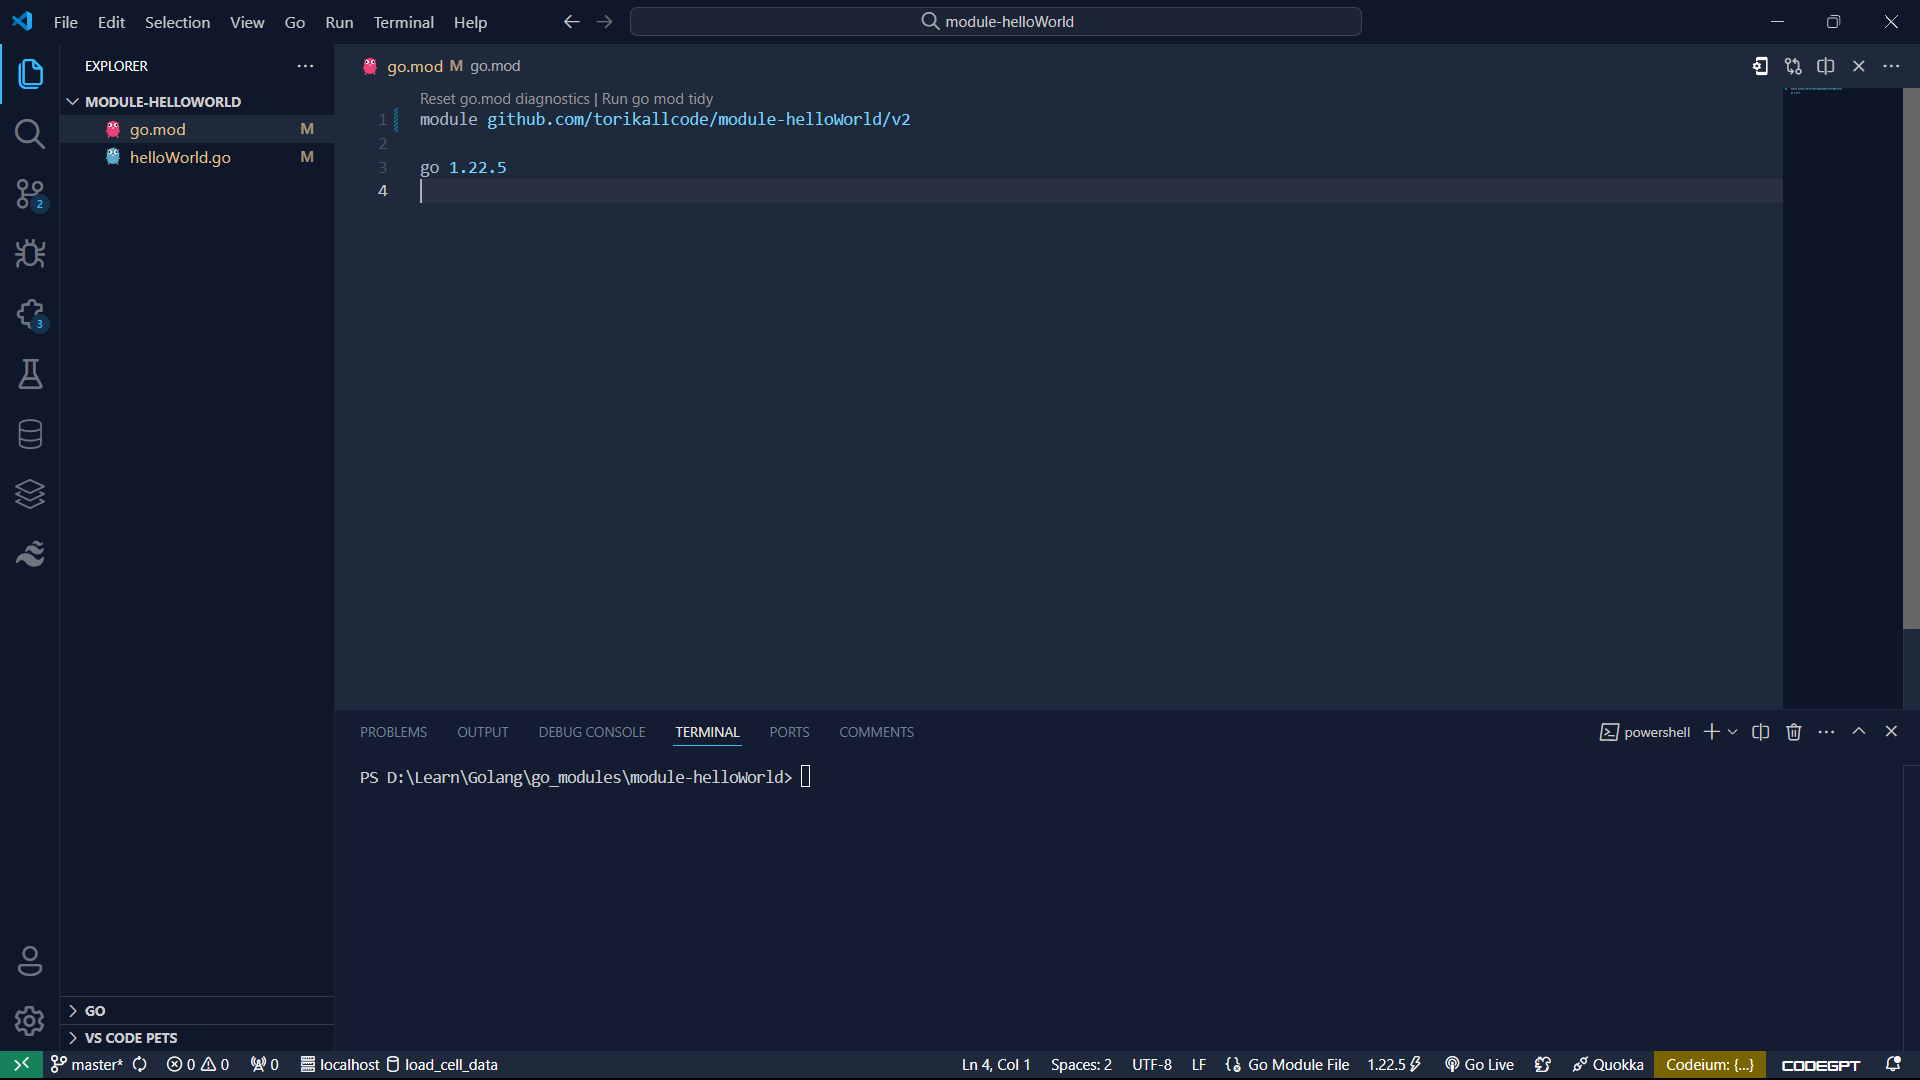 File Edit Selection View Go Run Terminal Help
module-helloWorld
EXPLORER
MODULE-HELLOWORLD
go.mod M
helloWorld.go M
2
3
go.mod M go.mod
Reset go.mod diagnostics | Run go mod tidy
1 module github.com/torikallcode/module-helloWorld/v2
2
3 go 1.22.5
4
PROBLEMS OUTPUT DEBUG CONSOLE TERMINAL PORTS COMMENTS
powershell
PS D:\Learn\Golang\go_modules\module-helloWorld>
GO
VS CODE PETS
master* 0 0 0 localhost load_cell_data Ln 4, Col 1 Spaces: 2 UTF-8 LF Go Module File 1.22.5 Go Live Quokka Codeium: {...} CODEGPT